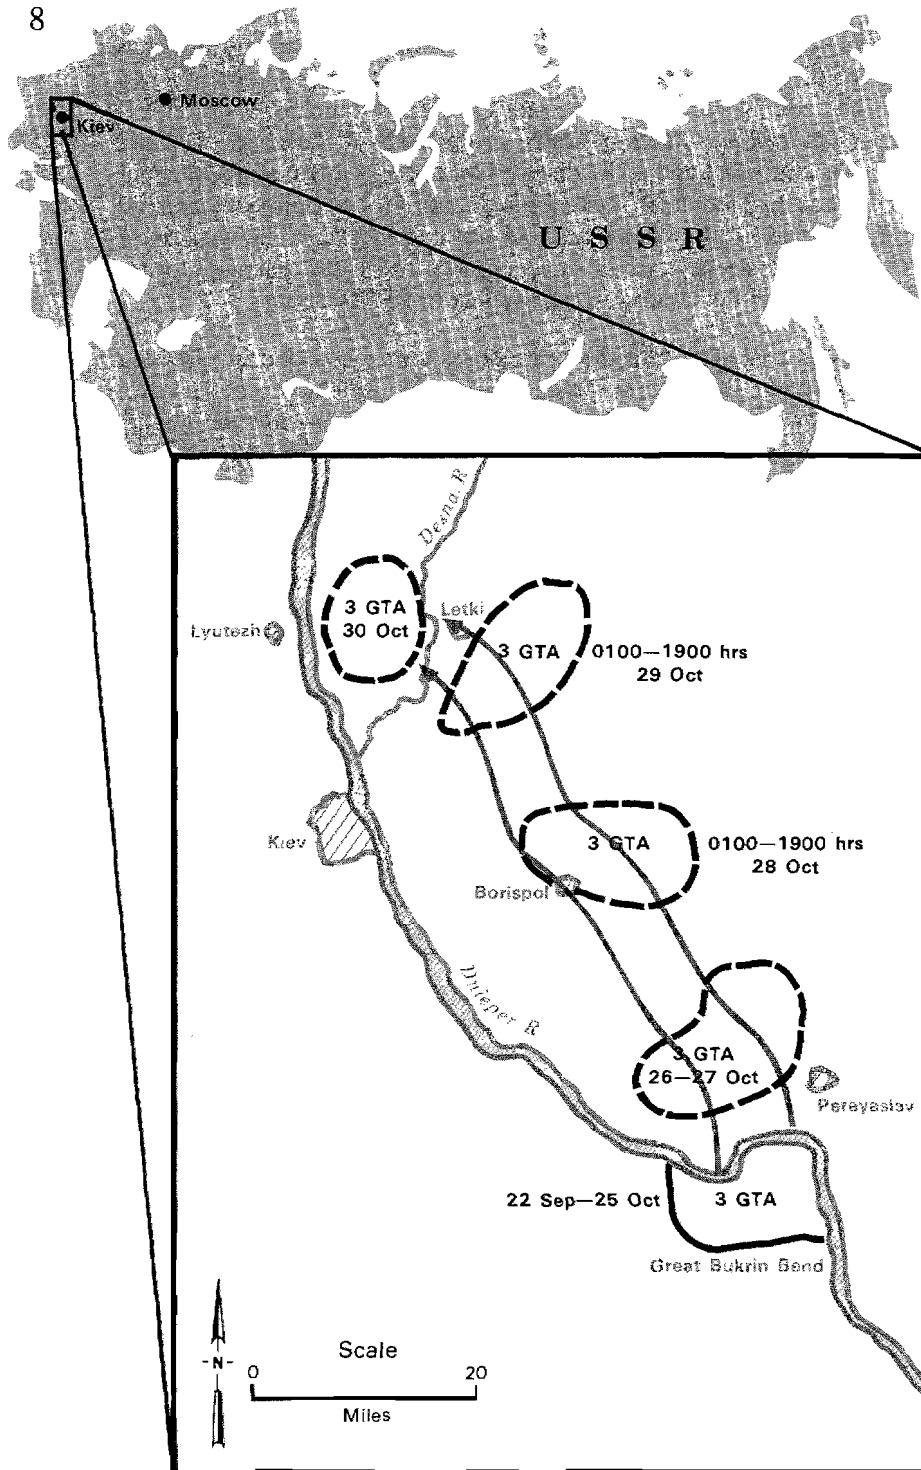 8
Moscow
Kiev
U S S R
Desna R
3 GTA
30 Oct
Letki
Lyutezh
3 GTA
0100—1900 hrs
29 Oct
Kiev
3 GTA
0100—1900 hrs
28 Oct
Borispol
Dnieper R
3 GTA
26—27 Oct
Pereyaslav
22 Sep—25 Oct
3 GTA
Great Bukrin Bend
-N-
Scale
0
20
Miles